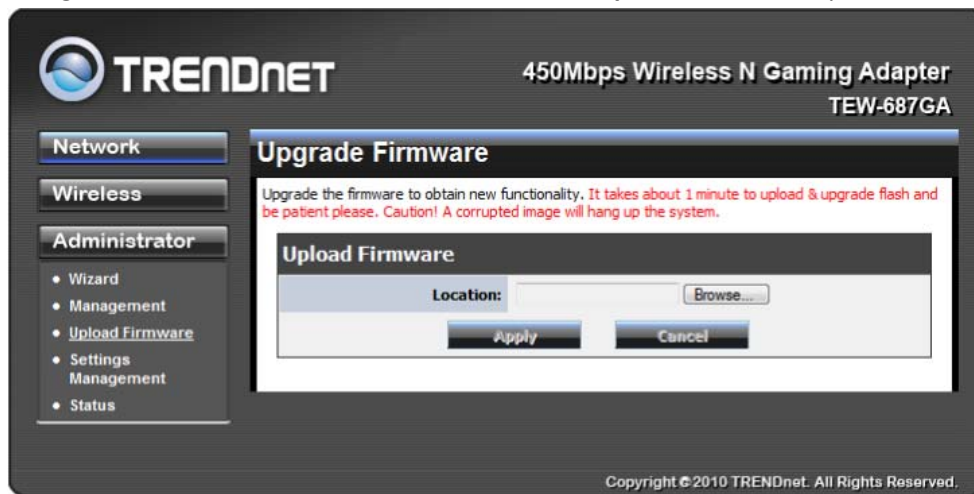 TRENDNET
450Mbps Wireless N Gaming Adapter
TEW-687GA
Network
Wireless
Administrator
• Wizard
• Management
• Upload Firmware
• Settings
Management
• Status
Upgrade Firmware
Upgrade the firmware to obtain new functionality. It takes about 1 minute to upload & upgrade flash and
be patient please. Caution! A corrupted image will hang up the system.
Upload Firmware
Location:
Browse...
Apply
Cancel
Copyright © 2010 TRENDnet. All Rights Reserved.